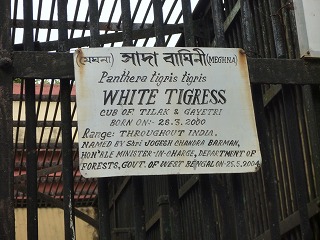 (মেঘনা) সাদা বাঘিনী (MEGHNA)
Panthera tigris tigris
WHITE TIGRESS
CUB OF TILAK & GAYETRI
BORN ON:- 28.3.2000
Range: THROUGHOUT INDIA.
NAMED BY Shri JOGESH CHANDRA BARMAN,
HON'BLE MINISTER-IN-CHARGE, DEPARTMENT OF
FORESTS, GOVT. OF WEST BENGAL ON-25.5.2001